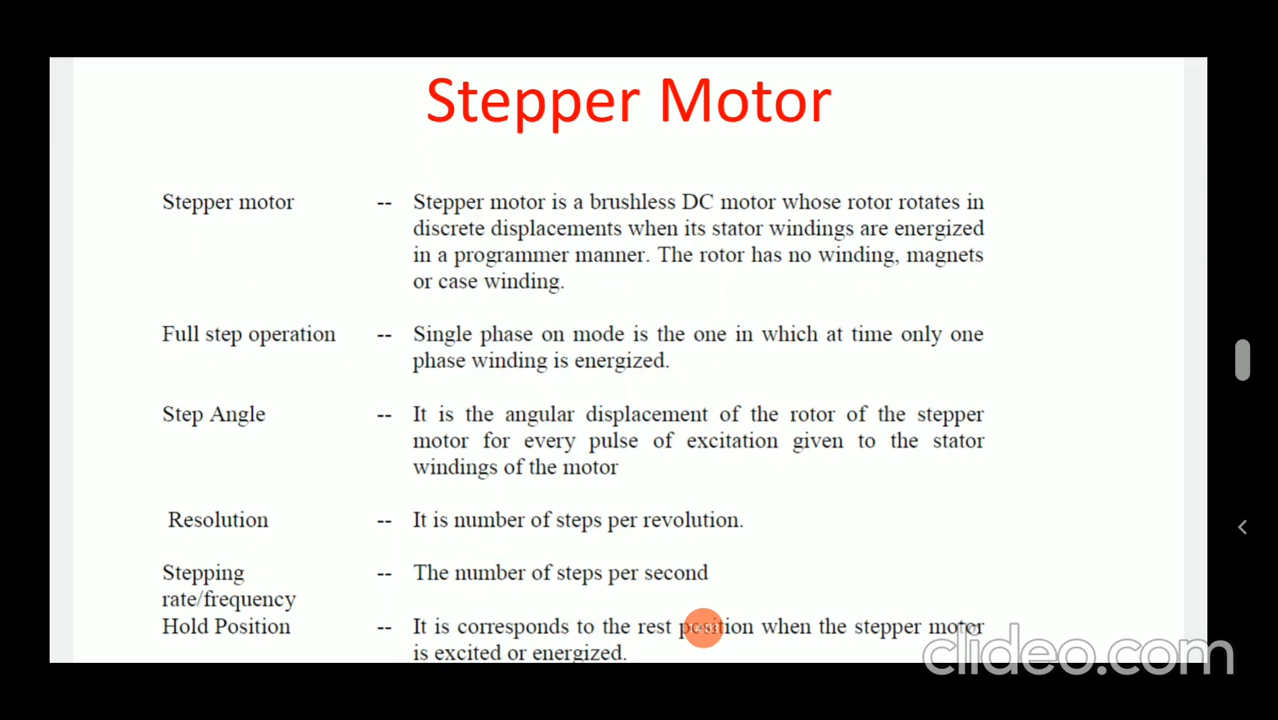 Stepper Motor
Stepper motor -- Stepper motor is a brushless DC motor whose rotor rotates in
discrete displacements when its stator windings are energized
in a programmer manner. The rotor has no winding, magnets
or case winding.
Full step operation -- Single phase on mode is the one in which at time only one
phase winding is energized.
Step Angle -- It is the angular displacement of the rotor of the stepper
motor for every pulse of excitation given to the stator
windings of the motor
Resolution -- It is number of steps per revolution.
Stepping -- The number of steps per second
rate/frequency
Hold Position -- It is corresponds to the rest position when the stepper motor
is excited or energized.
clideo.com